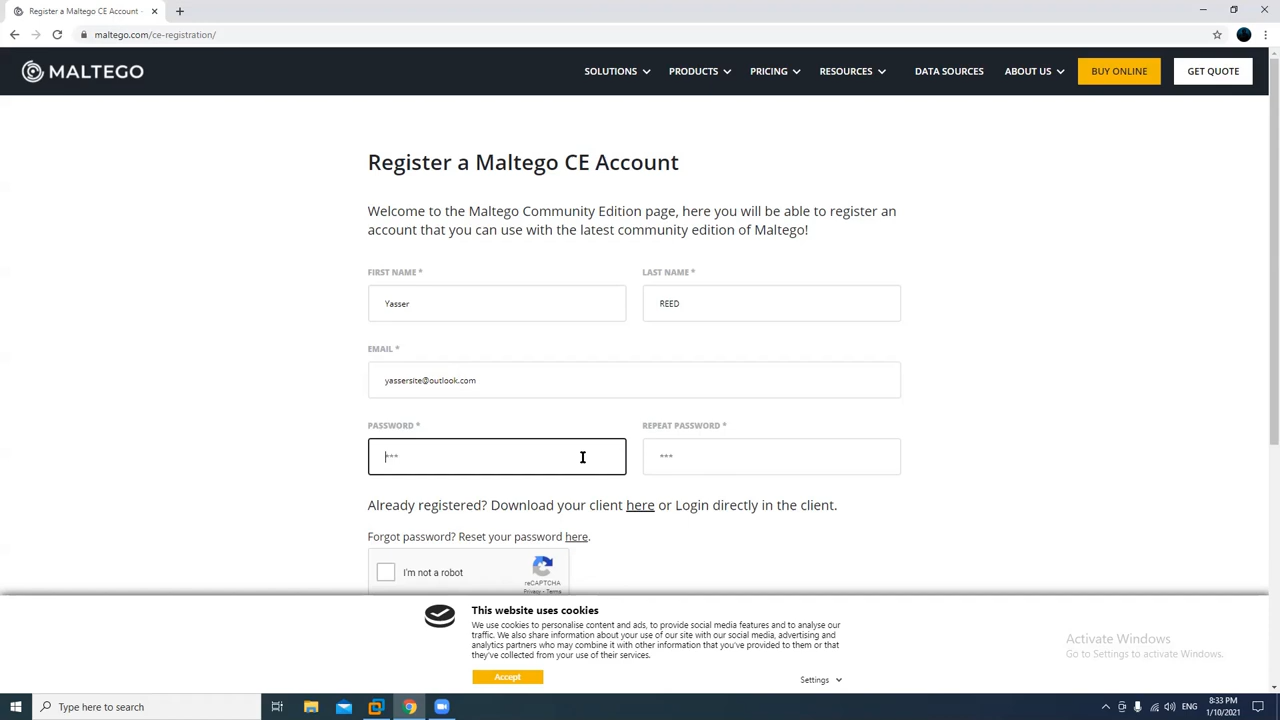 Register a Maltego CE Account -
maltego.com/ce-registration/
MALTEGO
SOLUTIONS
PRODUCTS
PRICING
RESOURCES
DATA SOURCES
ABOUT US
BUY ONLINE
GET QUOTE
Register a Maltego CE Account
Welcome to the Maltego Community Edition page, here you will be able to register an
account that you can use with the latest community edition of Maltego!
FIRST NAME *
LAST NAME *
Yasser
REED
EMAIL *
yassersite@outlook.com
PASSWORD *
REPEAT PASSWORD *
***
***
Already registered? Download your client here or Login directly in the client.
Forgot password? Reset your password here.
I'm not a robot
reCAPTCHA
Privacy - Terms
This website uses cookies
We use cookies to personalise content and ads, to provide social media features and to analyse our
traffic. We also share information about your use of our site with our social media, advertising and
analytics partners who may combine it with other information that you've provided to them or that
they've collected from your use of their services.
Accept
Settings
Activate Windows
Go to Settings to activate Windows.
Type here to search
ENG
8:33 PM
1/10/2021